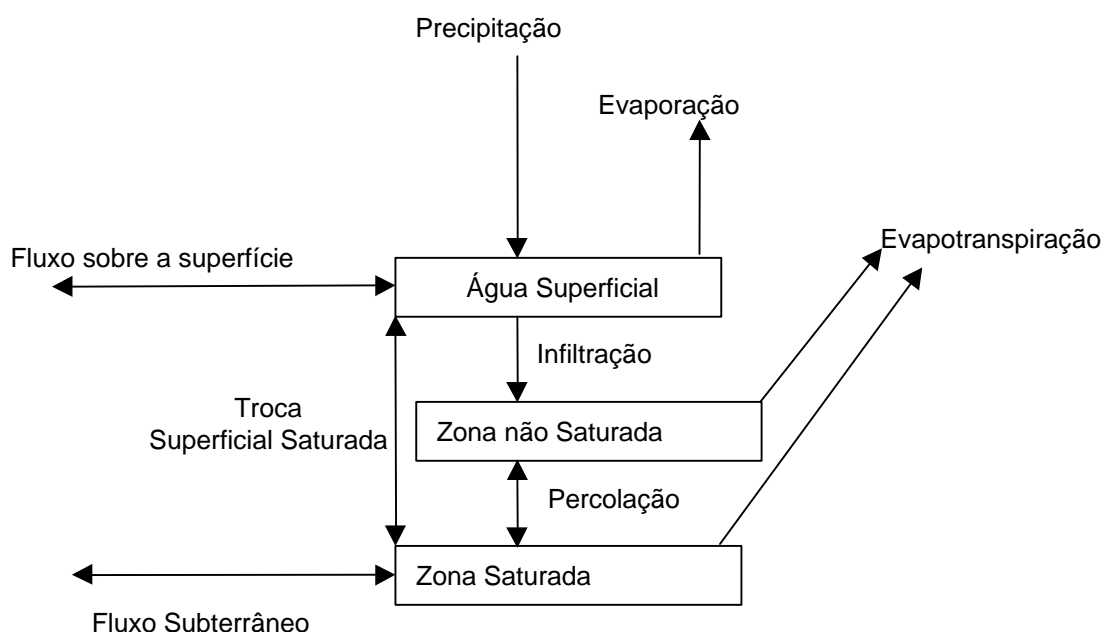 Precipitação
Evaporação
Evapotranspiração
Fluxo sobre a superfície
Água Superficial
Infiltração
Troca
Superficial Saturada
Zona não Saturada
Percolação
Zona Saturada
Fluxo Subterrâneo